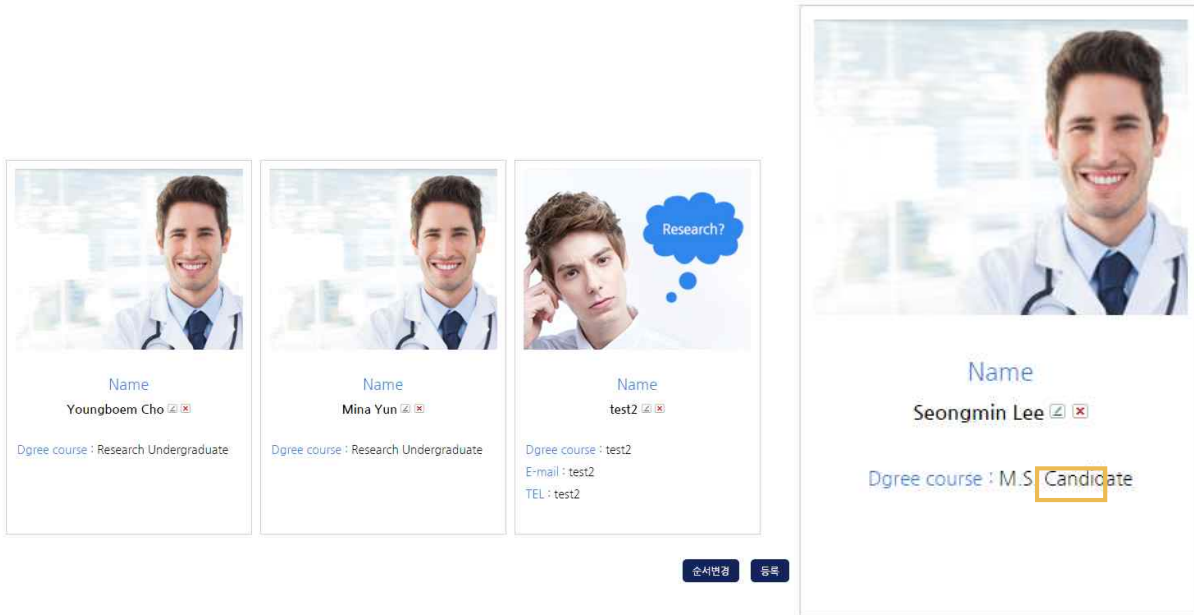 Research?
Name
Youngboem Cho
Dgree course : Research Undergraduate
Name
Mina Yun
Dgree course : Research Undergraduate
Name
test2
Dgree course : test2
E-mail : test2
TEL : test2
순서변경
등록
Name
Seongmin Lee
Dgree course : M.S. Candidate